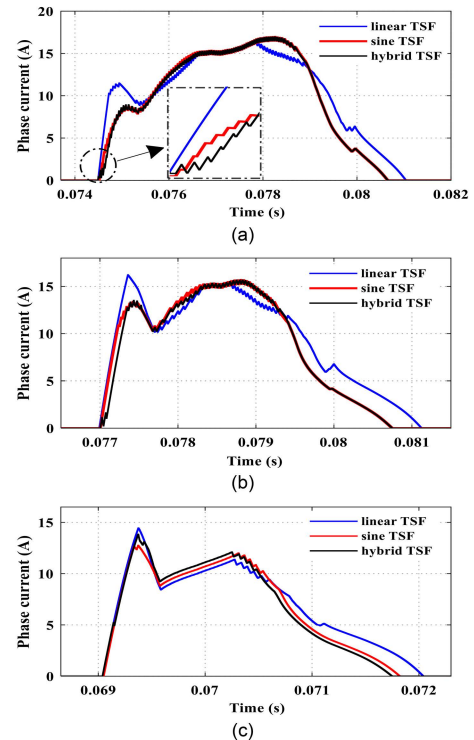 (a)
Phase current (A)
20
15
10
5
0
linear TSF
sine TSF
hybrid TSF
0.074
0.076
0.078
0.08
0.082
Time (s)
(a)
Phase current (A)
20
15
10
5
0
linear TSF
sine TSF
hybrid TSF
0.077
0.078
0.079
0.08
0.081
Time (s)
(b)
Phase current (A)
15
10
5
0
linear TSF
sine TSF
hybrid TSF
0.069
0.07
0.071
0.072
Time (s)
(c)